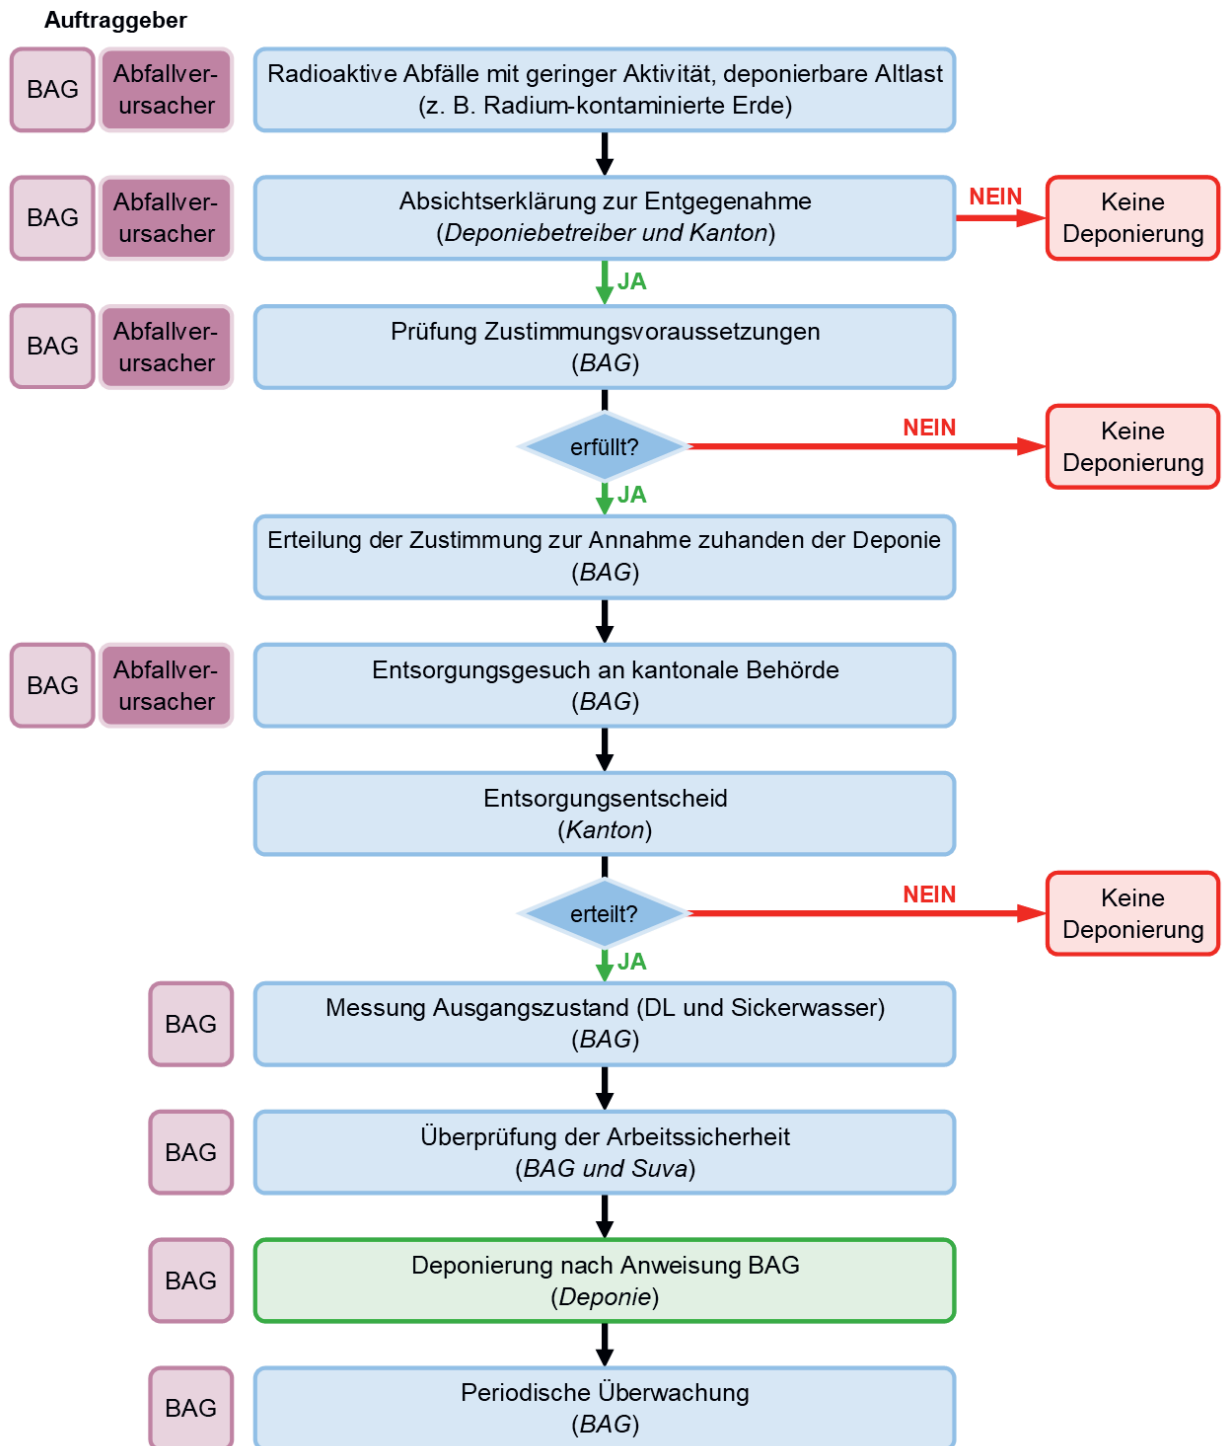 Auftraggeber
BAG
Abfallver-
ursacher
Radioaktive Abfälle mit geringer Aktivität, deponierbare Altlast
(z. B. Radium-kontaminierte Erde)
BAG
Abfallver-
ursacher
Absichtserklärung zur Entgegenahme
(Deponiebetreiber und Kanton)
NEIN
Keine
Deponierung
JA
BAG
Abfallver-
ursacher
Prüfung Zustimmungsvoraussetzungen
(BAG)
erfüllt?
NEIN
Keine
Deponierung
JA
Erteilung der Zustimmung zur Annahme zuhanden der Deponie
(BAG)
BAG
Abfallver-
ursacher
Entsorgungsgesuch an kantonale Behörde
(BAG)
Entsorgungsentscheid
(Kanton)
erteilt?
NEIN
Keine
Deponierung
JA
BAG
Messung Ausgangszustand (DL und Sickerwasser)
(BAG)
BAG
Überprüfung der Arbeitssicherheit
(BAG und Suva)
BAG
Deponierung nach Anweisung BAG
(Deponie)
BAG
Periodische Überwachung
(BAG)